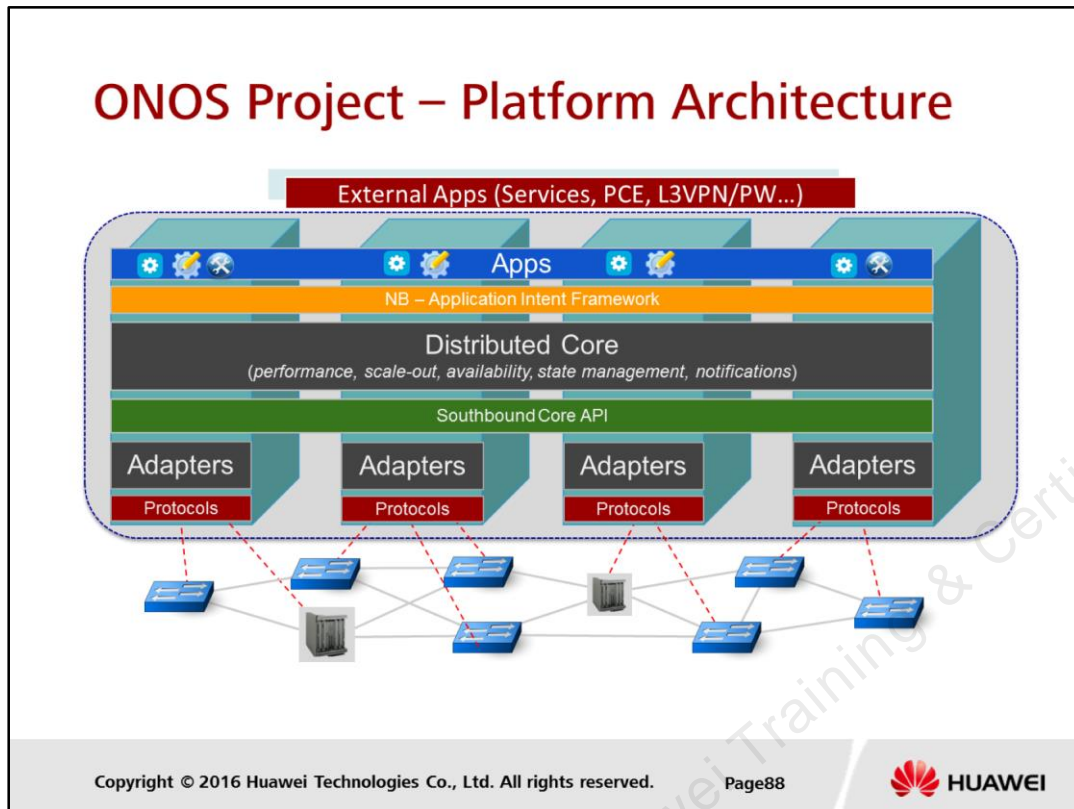 ONOS Project – Platform Architecture
External Apps (Services, PCE, L3VPN/PW...)
Apps
NB – Application Intent Framework
Distributed Core
(performance, scale-out, availability, state management, notifications)
Southbound Core API
Adapters
Adapters
Adapters
Adapters
Protocols
Protocols
Protocols
Protocols
Training & Certi
Copyright © 2016 Huawei Technologies Co., Ltd. All rights reserved.
Page88
HUAWEI